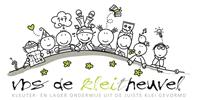 vbs de kleitheuvel
KLEUTER- EN LAGER ONDERWIJS UIT DE JUISTE KLEI GEVORMD